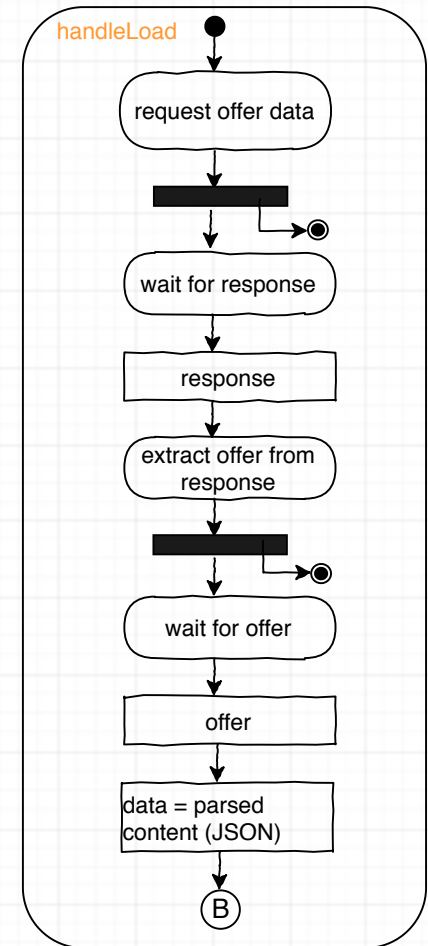 handleLoad
request offer data
wait for response
response
extract offer from
response
wait for offer
offer
data = parsed
content (JSON)
B